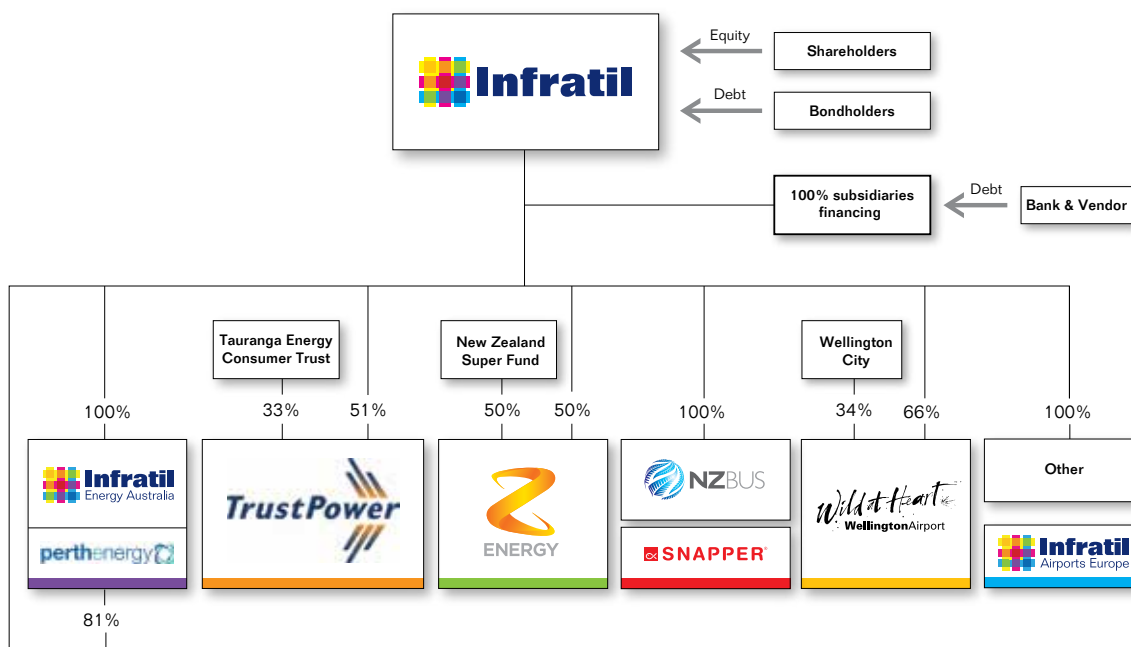 Infratil
Equity
Shareholders
Debt
Bondholders
100% subsidiaries
financing
Debt
Bank & Vendor
Tauranga Energy
Consumer Trust
New Zealand
Super Fund
Wellington
City
100%
33%
51%
50%
50%
100%
34%
66%
100%
Infratil
Energy Australia
perthenergy
TrustPower
ENERGY
NZBUS
SNAPPER®
Wild at Heart
WellingtonAirport
Other
Infratil
Airports Europe
81%